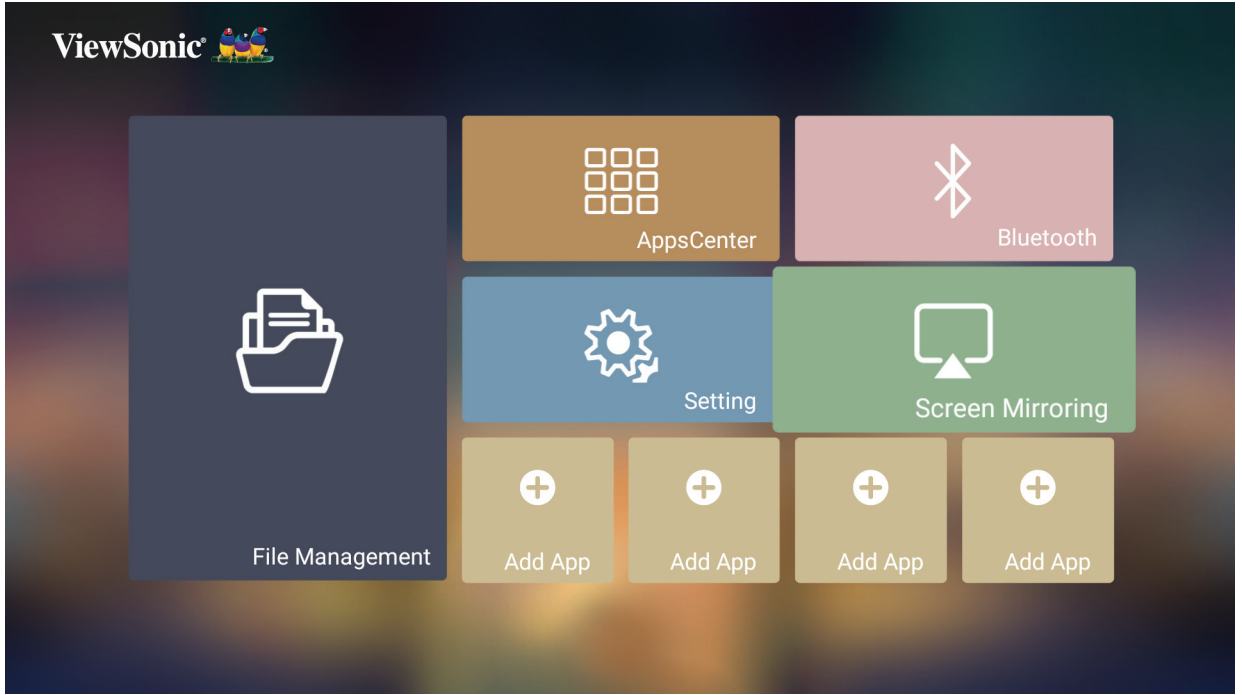 ViewSonic®
AppsCenter
Bluetooth
Setting
Screen Mirroring
File Management
Add App
Add App
Add App
Add App